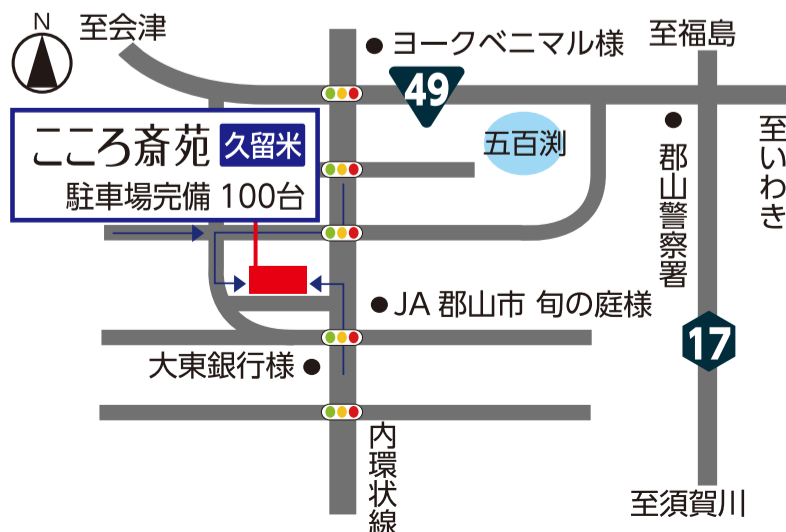 N
至会津
ヨークベニマル様
至福島
49
こころ斎苑 久留米
駐車場完備 100台
五百渕
郡山警察署
至いわき
JA 郡山市 旬の庭様
17
大東銀行様
内環状線
至須賀川